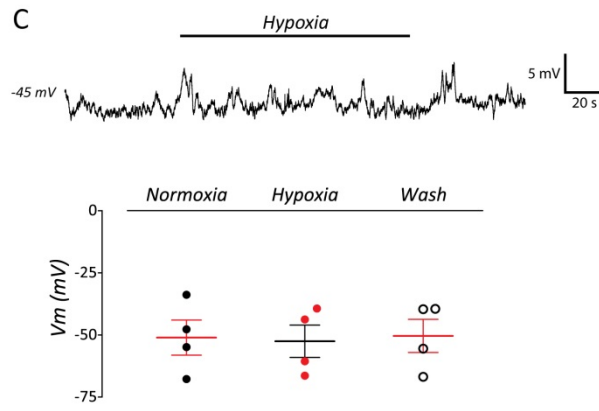 C
Hypoxia
-45 mV
5 mV
20 s
Normoxia Hypoxia Wash
0
-25
-50
-75
Vm (mV)